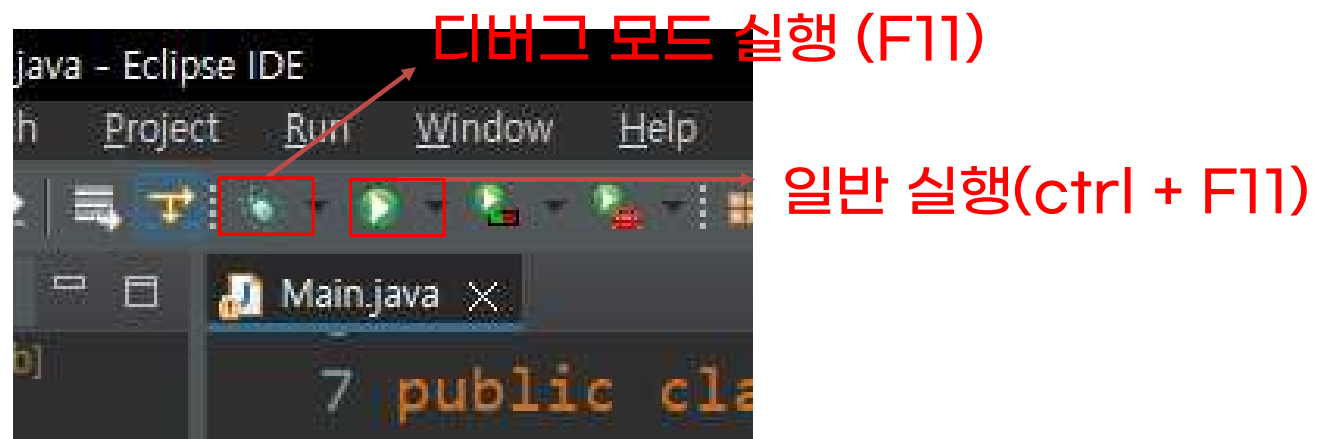 디버그 모드 실행 (F11)
.java - Eclipse IDE
h Project Run Window Help
일반 실행(ctrl + F11)
Main.java
b]
7 public cla